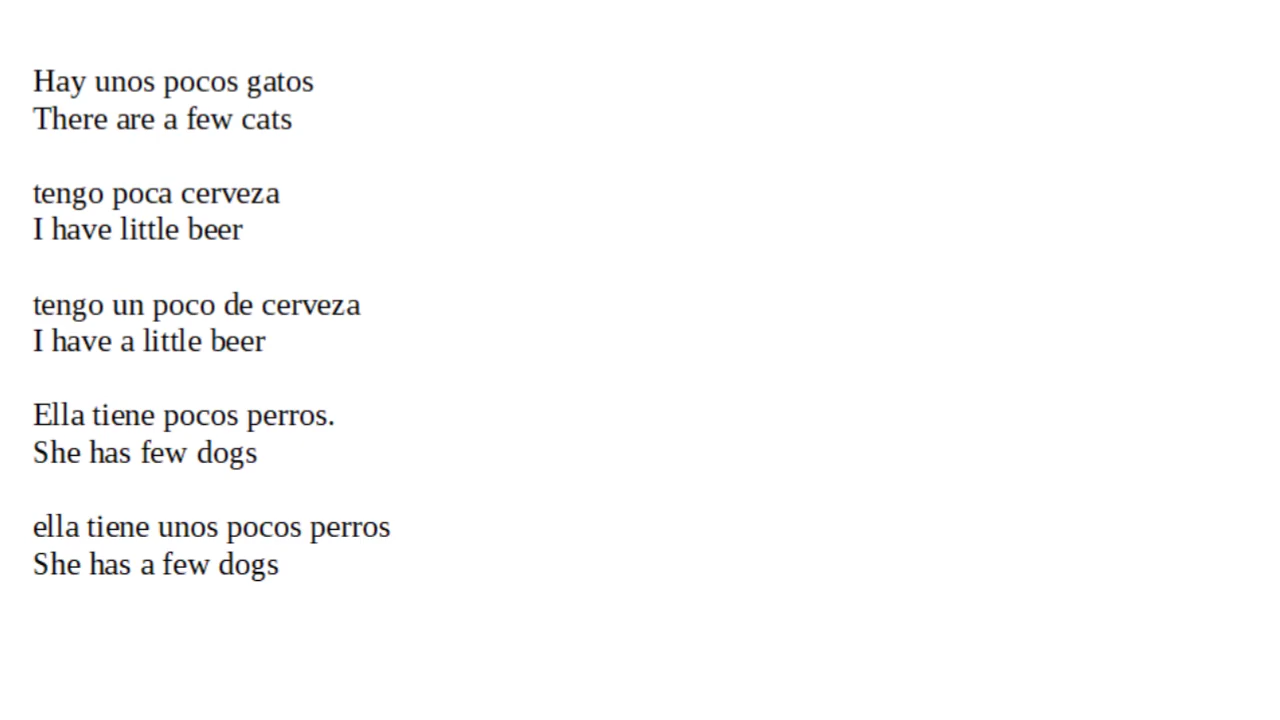 Hay unos pocos gatos
There are a few cats
tengo poca cerveza
I have little beer
tengo un poco de cerveza
I have a little beer
Ella tiene pocos perros.
She has few dogs
ella tiene unos pocos perros
She has a few dogs